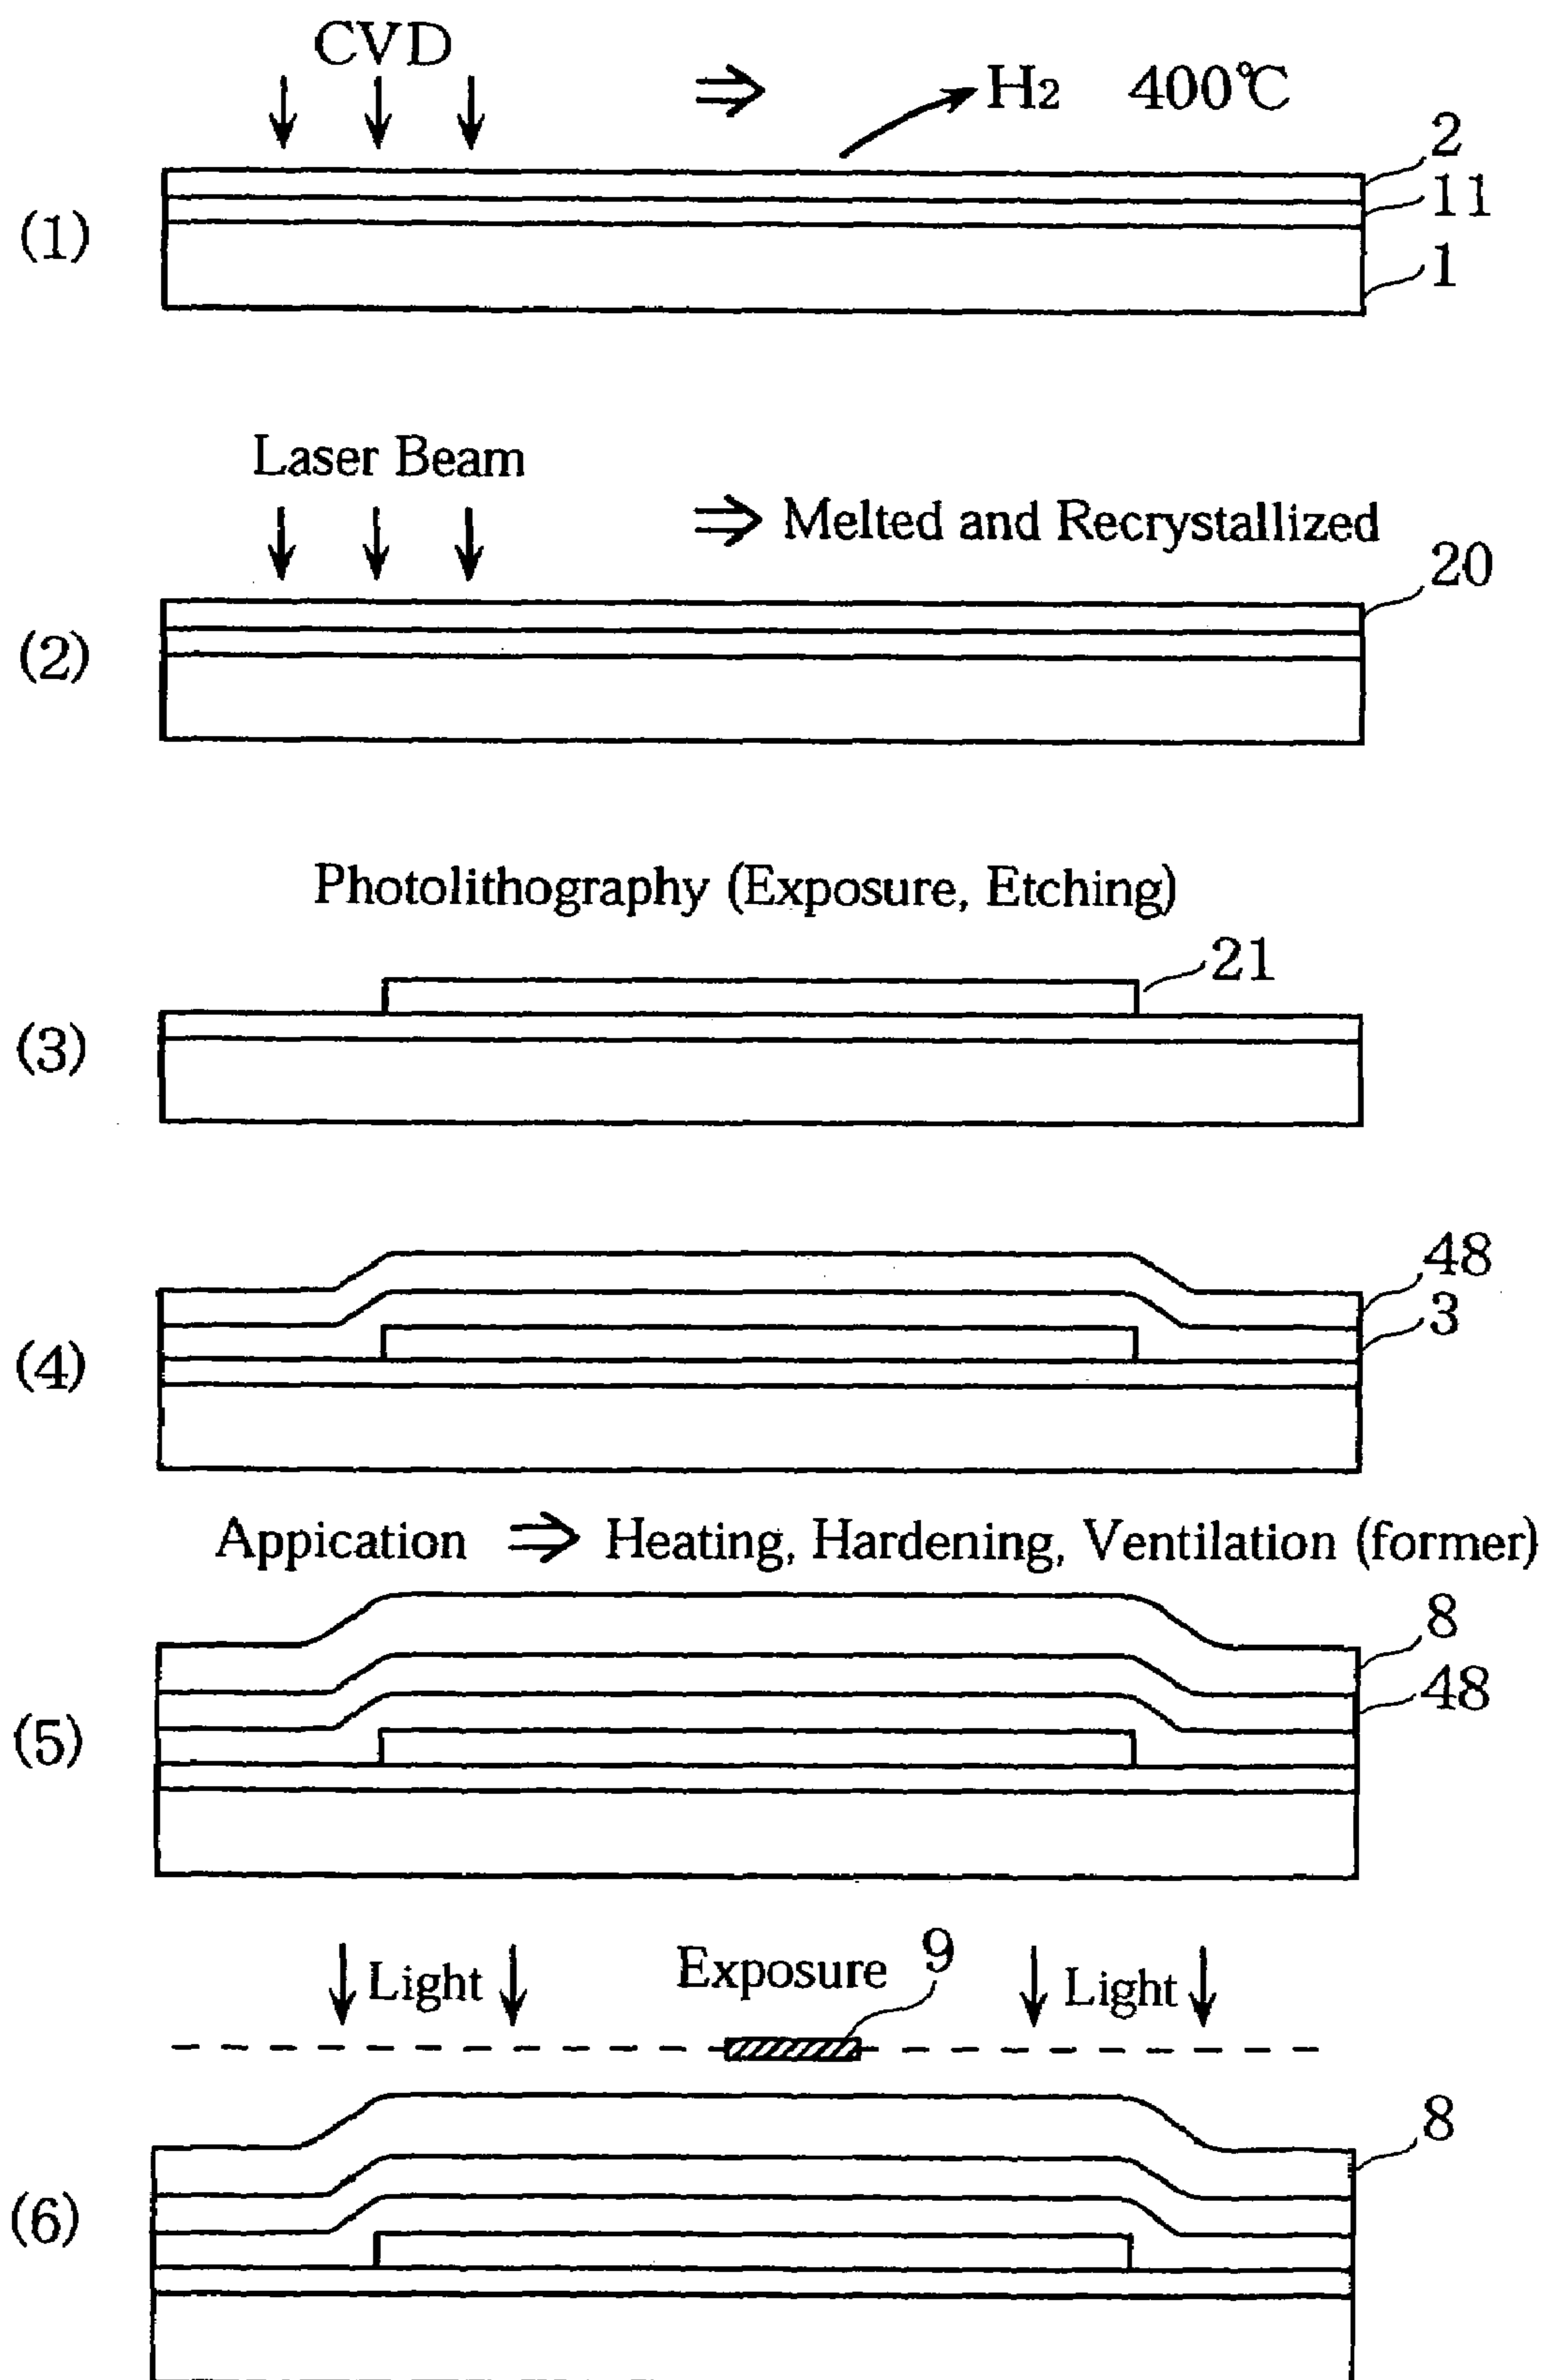 CVD
⇒ H2 400℃
2
11
(1)
1
Laser Beam
⇒ Melted and Recrystallized
20
(2)
Photolithography (Exposure, Etching)
21
(3)
48
3
(4)
Appication ⇒ Heating, Hardening, Ventilation (former)
8
48
(5)
Light Exposure 9 Light
8
(6)